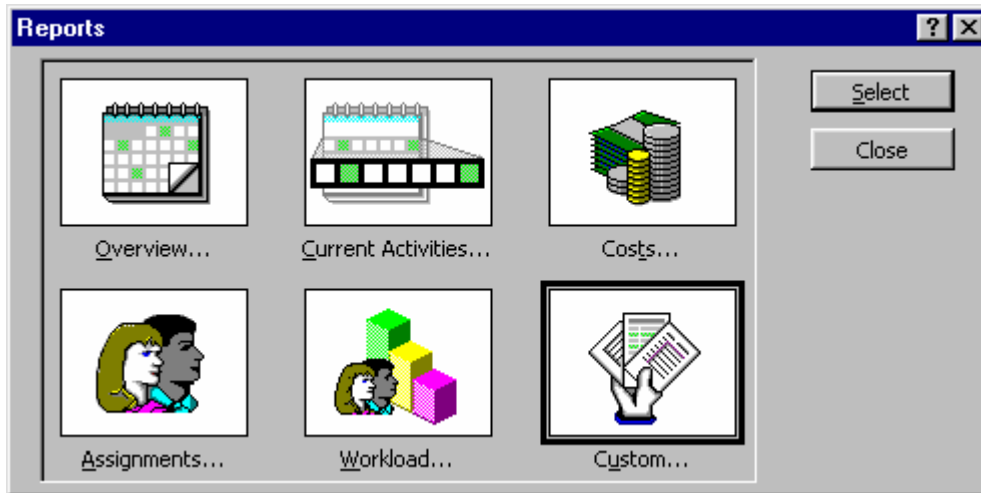 Reports
Select
Close
Overview...
Current Activities...
Costs...
Assignments...
Workload...
Custom...